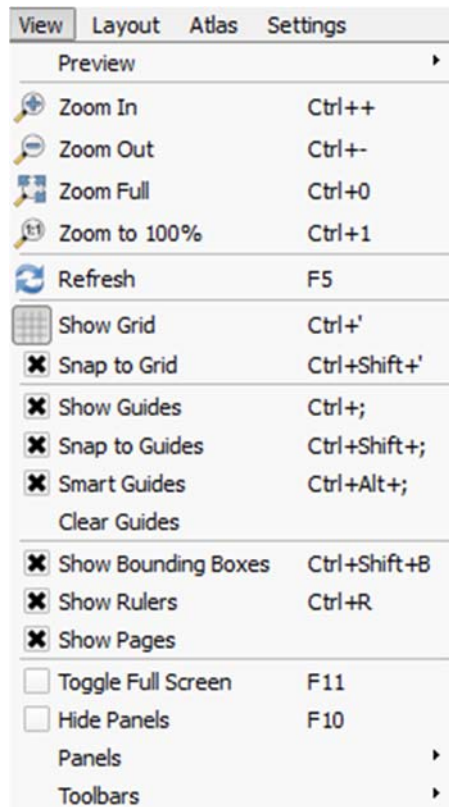 View Layout Atlas Settings
Preview
Zoom In Ctrl++
Zoom Out Ctrl+-
Zoom Full Ctrl+0
1:1 Zoom to 100% Ctrl+1
Refresh F5
Show Grid Ctrl+'
Snap to Grid Ctrl+Shift+'
Show Guides Ctrl+;
Snap to Guides Ctrl+Shift+;
Smart Guides Ctrl+Alt+;
Clear Guides
Show Bounding Boxes Ctrl+Shift+B
Show Rulers Ctrl+R
Show Pages
Toggle Full Screen F11
Hide Panels F10
Panels
Toolbars